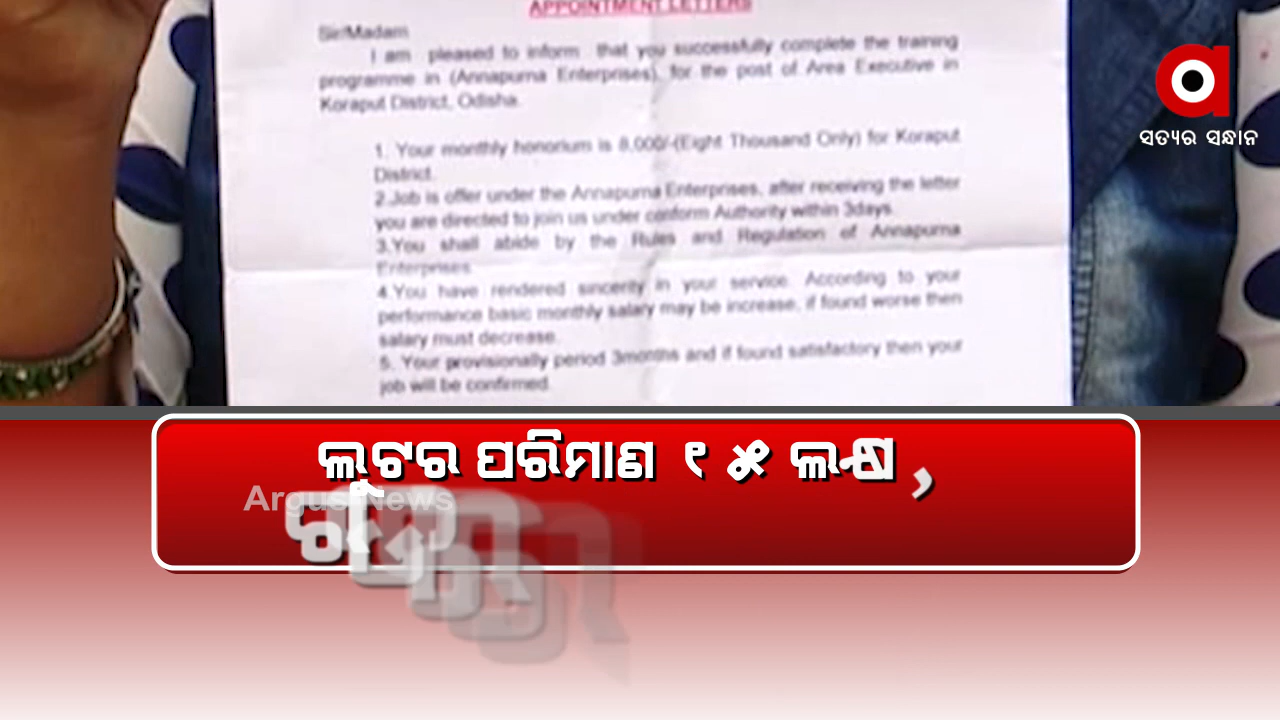 APPOINTMENT LETTERS
Sir/Madam
I am pleased to inform that you successfully complete the training
programme in (Annapurna Enterprises), for the post of Area Executive in
Koraput District, Odisha.
1. Your monthly honorium is 8,000/-(Eight Thousand Only) for Koraput
District.
2.Job is offer under the Annapurna Enterprises, after receiving the letter
you are directed to join us under conform Authority within 3days.
3.You shall abide by the Rules and Regulation of Annapurna
Enterprises.
4.You have rendered sincerity in your service. According to your
performance basic monthly salary may be increase, if found worse then
salary must decrease.
5. Your provisionally period 3months and if found satisfactory then your
job will be confirmed.
ସତ୍ୟର ସନ୍ଧାନ
ଲୁଟର ପରିମାଣ ୧୫ ଲକ୍ଷ,
Argus News